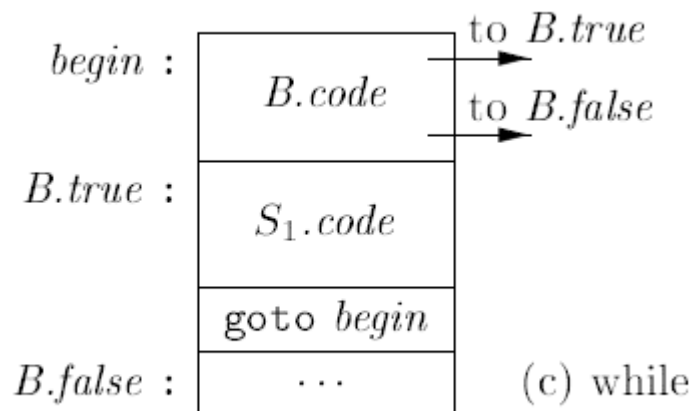 to B.true
begin :
B.code
to B.false
B.true :
S₁.code
goto begin
B.false : ··· (c) while